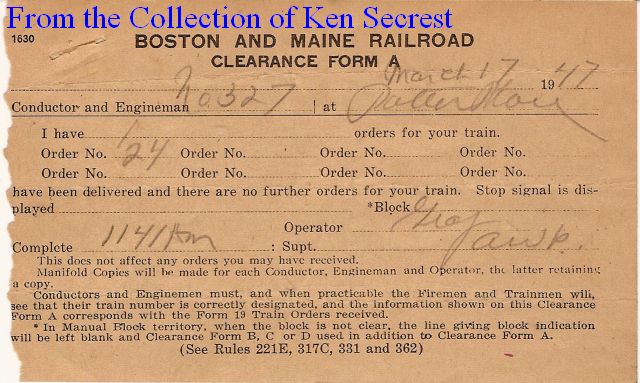 From the Collection of Ken Secrest
1630
BOSTON AND MAINE RAILROAD
CLEARANCE FORM A
March 17 1947
Conductor and Engineman No. 327 at
I have 1 orders for your train.
Order No. 24 Order No. Order No. Order No.
Order No. Order No. Order No. Order No.
have been delivered and there are no further orders for your train. Stop signal is dis-
played *Block
Operator
Complete 1141 AM : Supt.
This does not affect any orders you may have received.
Manifold Copies will be made for each Conductor, Engineman and Operator, the latter retaining
a copy.
Conductors and Enginemen must, and when practicable the Firemen and Trainmen will,
see that their train number is correctly designated, and the information shown on this Clearance
Form A corresponds with the Form 19 Train Orders received.
* In Manual Block territory, when the block is not clear, the line giving block indication
will be left blank and Clearance Form B, C or D used in addition to Clearance Form A.
(See Rules 221E, 317C, 331 and 362)